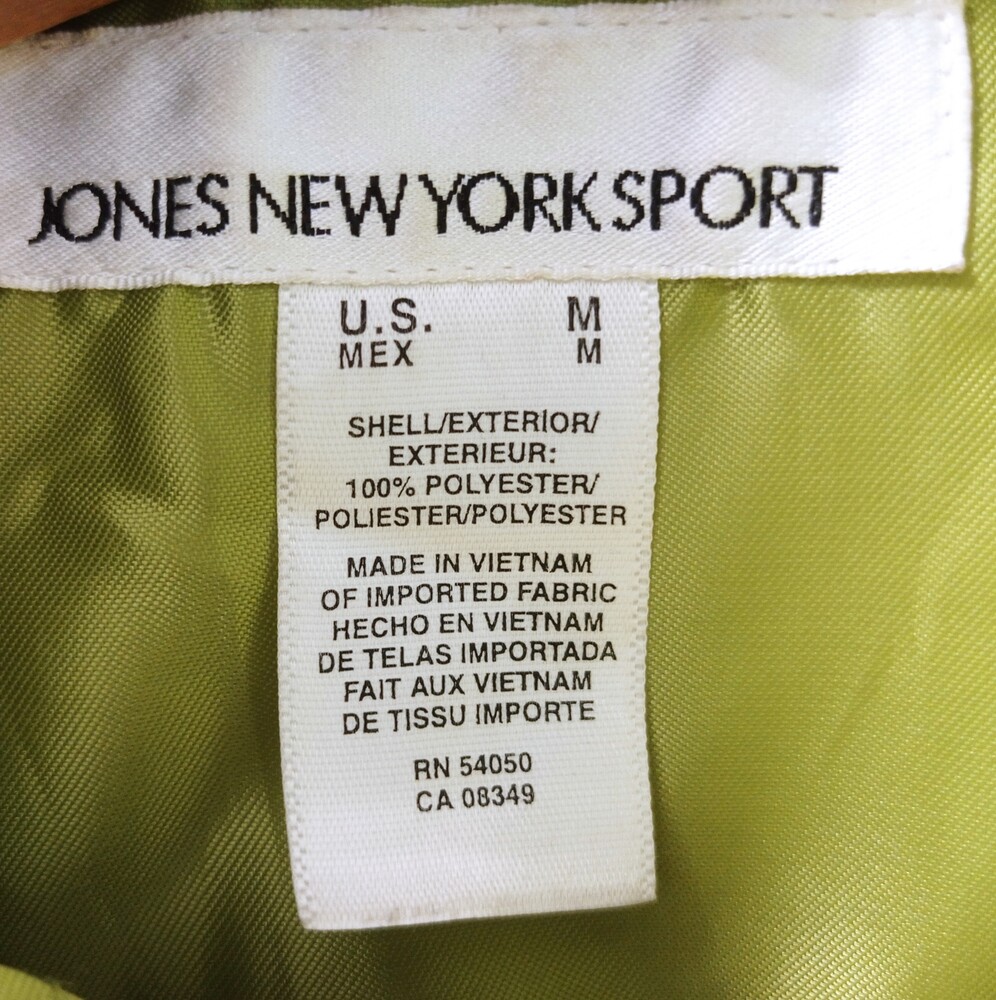 JONES NEW YORK SPORT
U.S. M
MEX M
SHELL/EXTERIOR/
EXTERIEUR:
100% POLYESTER/
POLIESTER/POLYESTER
MADE IN VIETNAM
OF IMPORTED FABRIC
HECHO EN VIETNAM
DE TELAS IMPORTADA
FAIT AUX VIETNAM
DE TISSU IMPORTE
RN 54050
CA 08349